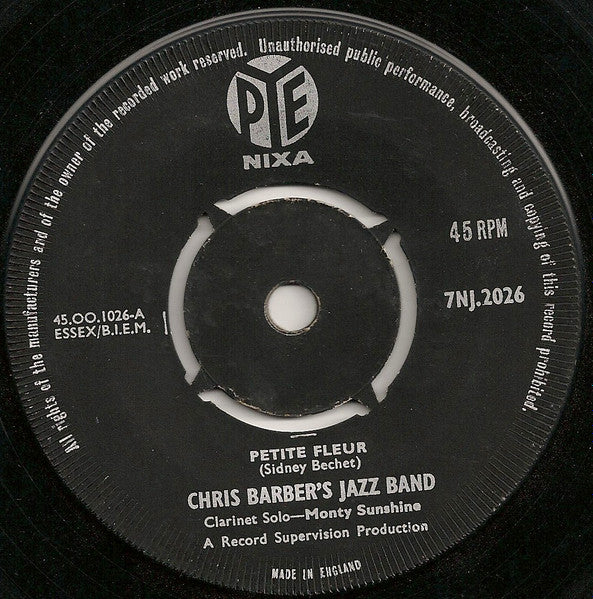 All rights of the manufacturers and of the owner of the recorded work reserved. Unauthorised public performance, broadcasting and copying of this record prohibited.
PYE
NIXA
45 RPM
7NJ.2026
45.OO.1026-A
ESSEX/B.I.E.M.
PETITE FLEUR
(Sidney Bechet)
CHRIS BARBER'S JAZZ BAND
Clarinet Solo—Monty Sunshine
A Record Supervision Production
MADE IN ENGLAND